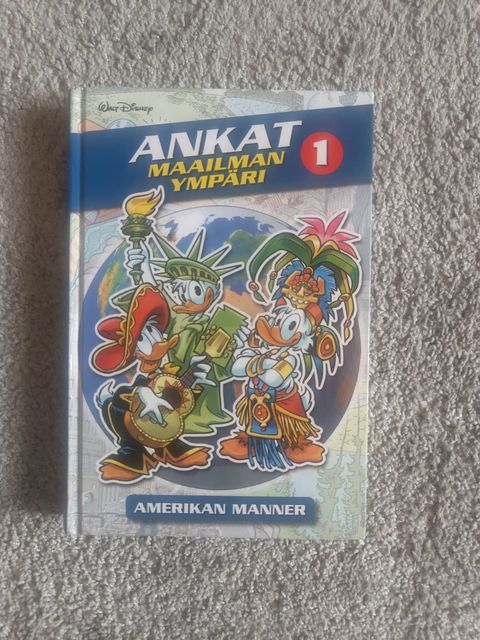 WALT DISNEY
ANKAT
MAAILMAN
YMPÄRI
1
AMERIKAN MANNER